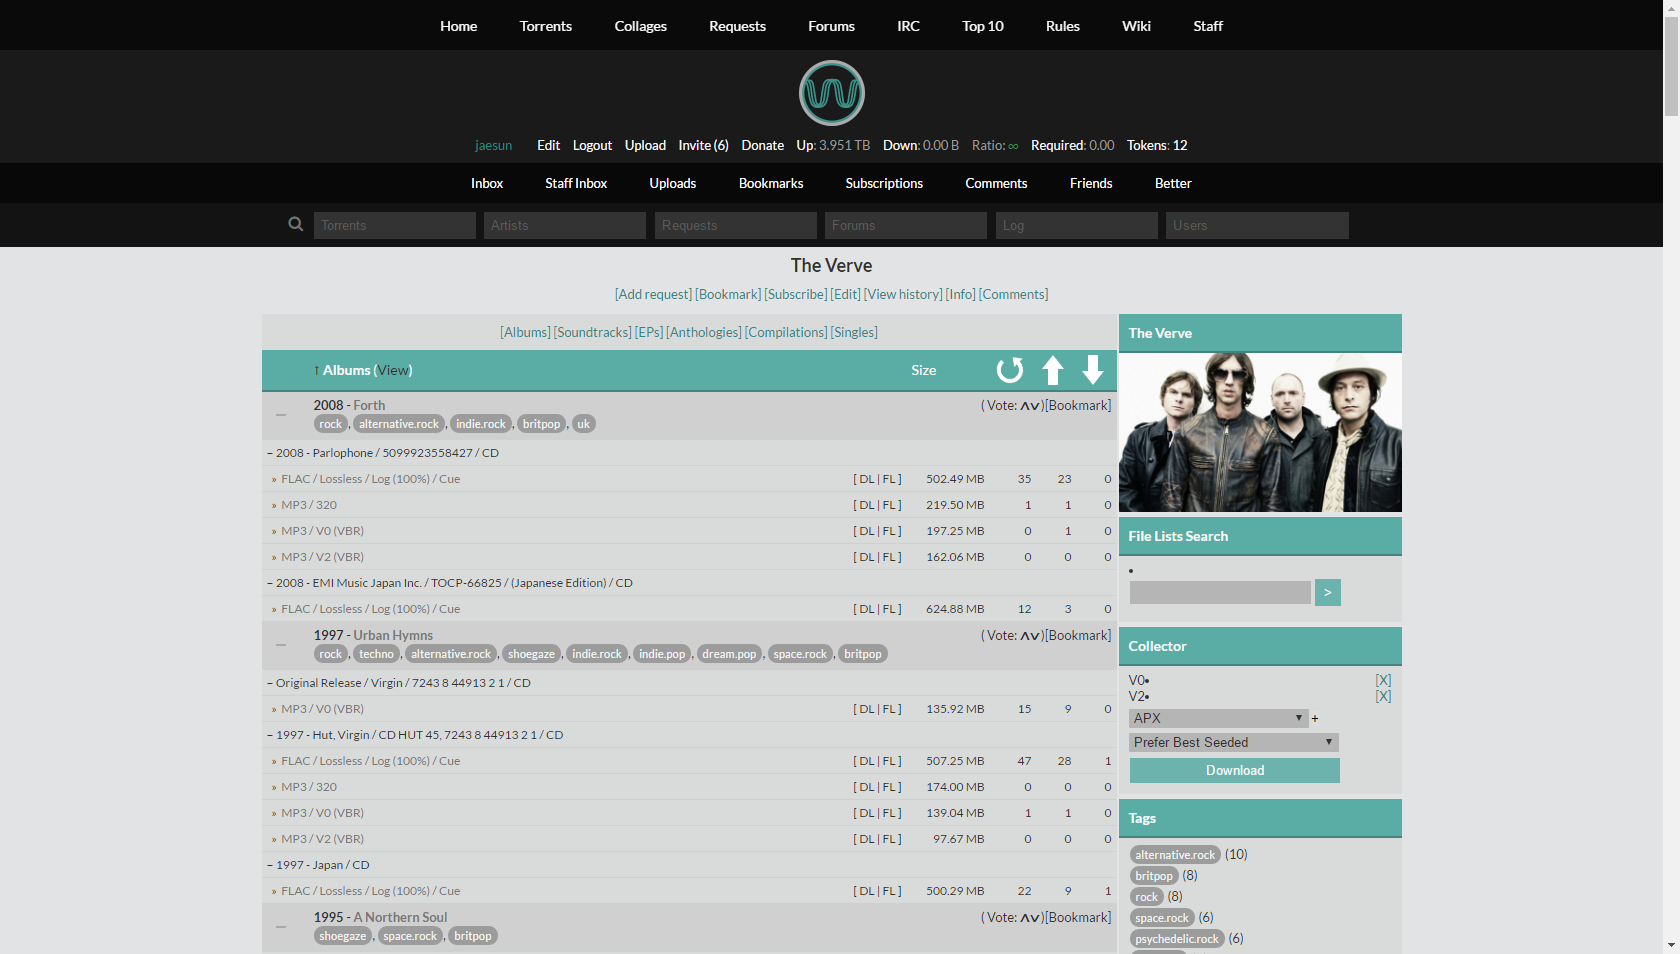 Home Torrents Collages Requests Forums IRC Top 10 Rules Wiki Staff
jaesun Edit Logout Upload Invite (6) Donate Up: 3.951 TB Down: 0.00 B Ratio: ∞ Required: 0.00 Tokens: 12
Inbox Staff Inbox Uploads Bookmarks Subscriptions Comments Friends Better
Torrents Artists Requests Forums Log Users
The Verve
[Add request] [Bookmark] [Subscribe] [Edit] [View history] [Info] [Comments]
[Albums] [Soundtracks] [EPs] [Anthologies] [Compilations] [Singles]
↑ Albums (View) Size
2008 - Forth ( Vote: ∧∨ ) [Bookmark]
rock, alternative.rock, indie.rock, britpop, uk
− 2008 - Parlophone / 5099923558427 / CD
» FLAC / Lossless / Log (100%) / Cue [ DL | FL ] 502.49 MB 35 23 0
» MP3 / 320 [ DL | FL ] 219.50 MB 1 1 0
» MP3 / V0 (VBR) [ DL | FL ] 197.25 MB 0 1 0
» MP3 / V2 (VBR) [ DL | FL ] 162.06 MB 0 0 0
− 2008 - EMI Music Japan Inc. / TOCP-66825 / (Japanese Edition) / CD
» FLAC / Lossless / Log (100%) / Cue [ DL | FL ] 624.88 MB 12 3 0
1997 - Urban Hymns ( Vote: ∧∨ ) [Bookmark]
rock, techno, alternative.rock, shoegaze, indie.rock, indie.pop, dream.pop, space.rock, britpop
− Original Release / Virgin / 7243 8 44913 2 1 / CD
» MP3 / V0 (VBR) [ DL | FL ] 135.92 MB 15 9 0
− 1997 - Hut, Virgin / CD HUT 45, 7243 8 44913 2 1 / CD
» FLAC / Lossless / Log (100%) / Cue [ DL | FL ] 507.25 MB 47 28 1
» MP3 / 320 [ DL | FL ] 174.00 MB 0 0 0
» MP3 / V0 (VBR) [ DL | FL ] 139.04 MB 1 1 0
» MP3 / V2 (VBR) [ DL | FL ] 97.67 MB 0 0 0
− 1997 - Japan / CD
» FLAC / Lossless / Log (100%) / Cue [ DL | FL ] 500.29 MB 22 9 1
1995 - A Northern Soul ( Vote: ∧∨ ) [Bookmark]
shoegaze, space.rock, britpop
The Verve
File Lists Search
•
>
Collector
V0• [X]
V2• [X]
APX +
Prefer Best Seeded
Download
Tags
alternative.rock (10)
britpop (8)
rock (8)
space.rock (6)
psychedelic.rock (6)